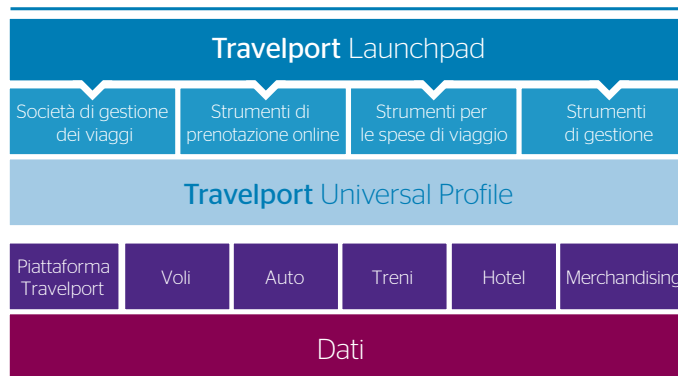 Travelport Launchpad
Società di gestione
dei viaggi
Strumenti di
prenotazione online
Strumenti per
le spese di viaggio
Strumenti
di gestione
Travelport Universal Profile
Piattaforma
Travelport
Voli
Auto
Treni
Hotel
Merchandising
Dati